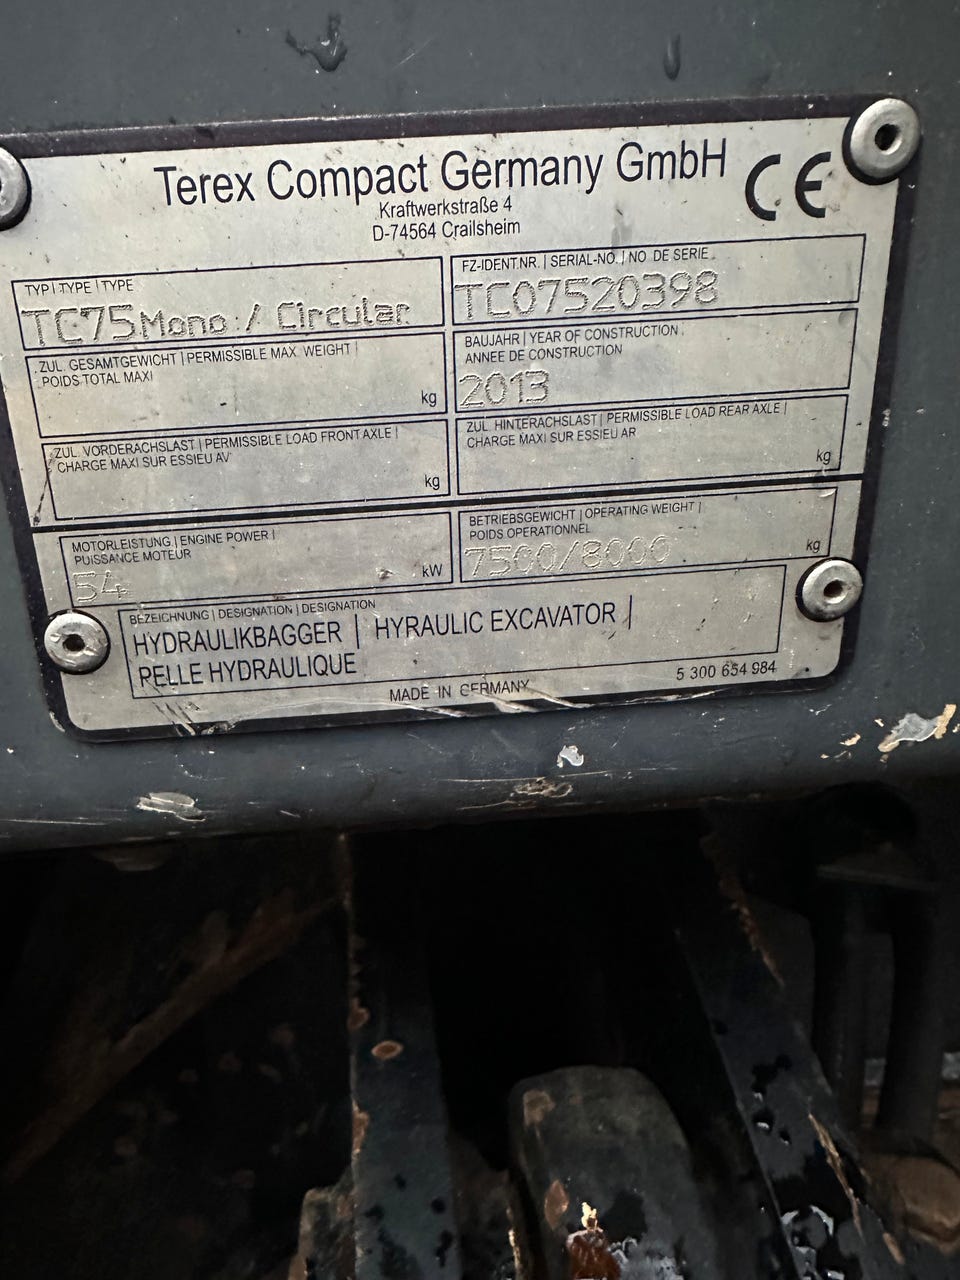 Terex Compact Germany GmbH
CE
Kraftwerkstraße 4
D-74564 Crailsheim
TYP | TYPE | TYPE
TC75 Mono / Circular
FZ-IDENT.NR. | SERIAL-NO. | NO DE SERIE
TC07520398
ZUL. GESAMTGEWICHT | PERMISSIBLE MAX. WEIGHT |
POIDS TOTAL MAXI
kg
BAUJAHR | YEAR OF CONSTRUCTION
ANNEE DE CONSTRUCTION
2013
ZUL. VORDERACHSLAST | PERMISSIBLE LOAD FRONT AXLE |
CHARGE MAXI SUR ESSIEU AV
kg
ZUL. HINTERACHSLAST | PERMISSIBLE LOAD REAR AXLE |
CHARGE MAXI SUR ESSIEU AR
kg
MOTORLEISTUNG | ENGINE POWER |
PUISSANCE MOTEUR
54 kW
BETRIEBSGEWICHT | OPERATING WEIGHT |
POIDS OPERATIONNEL
7500/8000 kg
BEZEICHNUNG | DESIGNATION | DESIGNATION
HYDRAULIKBAGGER | HYRAULIC EXCAVATOR |
PELLE HYDRAULIQUE
5 300 654 984
MADE IN GERMANY